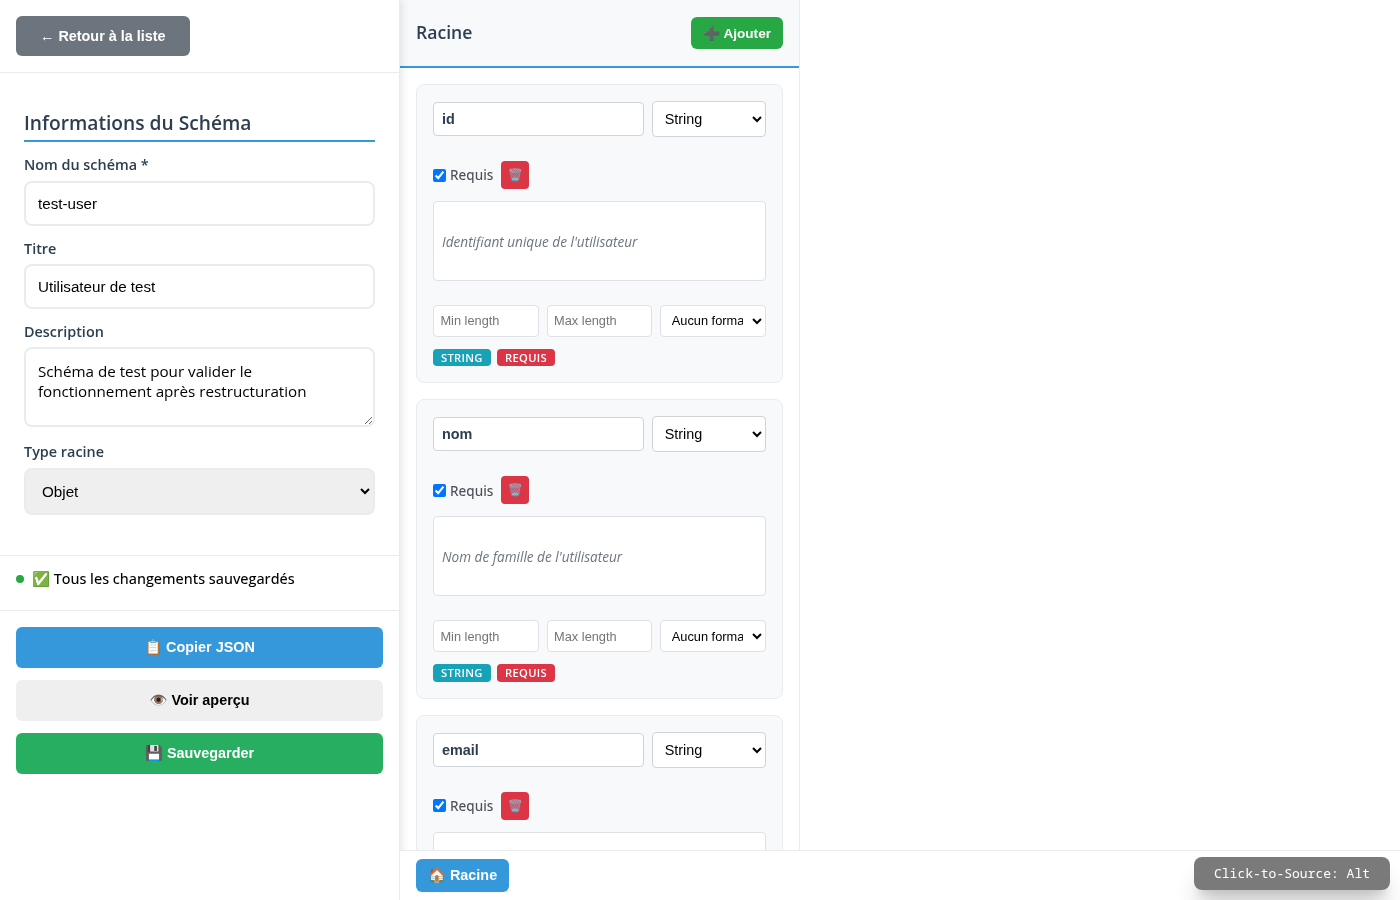 ← Retour à la liste
Informations du Schéma
Nom du schéma *
test-user
Titre
Utilisateur de test
Description
Schéma de test pour valider le
fonctionnement après restructuration
Type racine
Objet
✅ Tous les changements sauvegardés
📋 Copier JSON
👁️ Voir aperçu
💾 Sauvegarder
Racine
➕ Ajouter
id
String
Requis
Identifiant unique de l'utilisateur
Min length
Max length
Aucun forma
STRING
REQUIS
nom
String
Requis
Nom de famille de l'utilisateur
Min length
Max length
Aucun forma
STRING
REQUIS
email
String
Requis
🏠 Racine
Click-to-Source: Alt